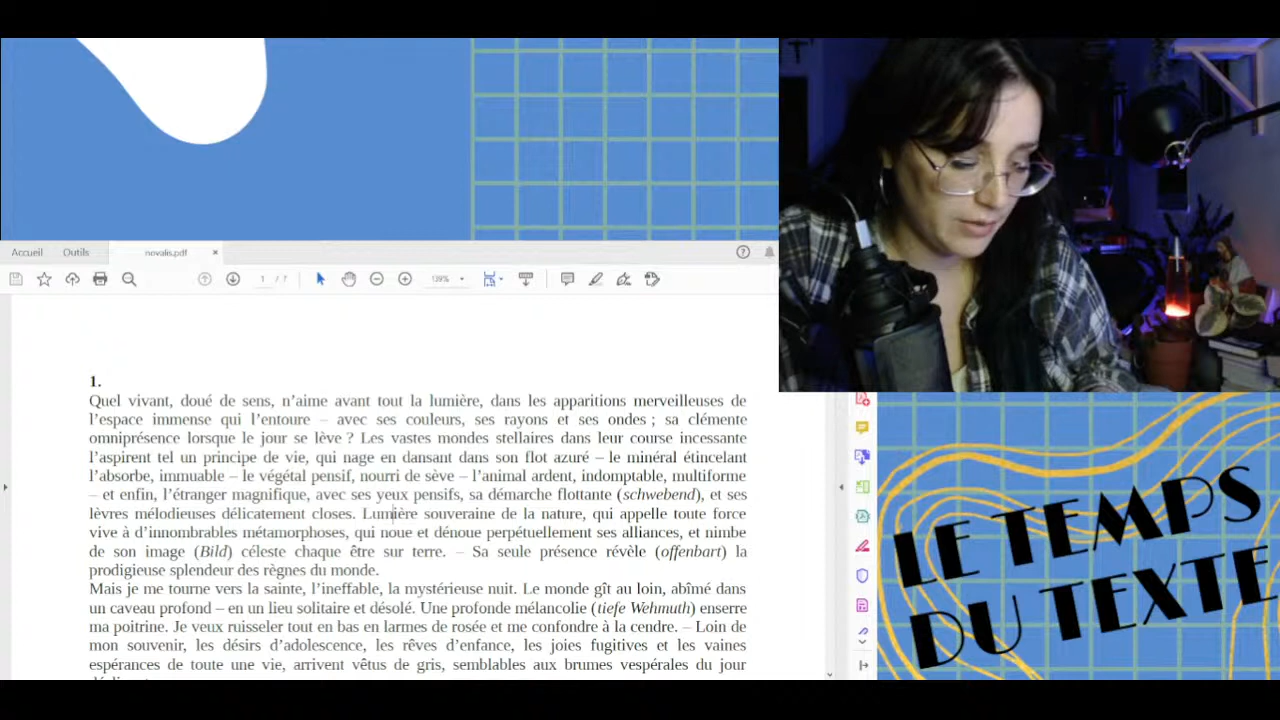 Accueil Outils novalis.pdf
1 / 7 139%
1.
Quel vivant, doué de sens, n’aime avant tout la lumière, dans les apparitions merveilleuses de
l’espace immense qui l’entoure – avec ses couleurs, ses rayons et ses ondes ; sa clémente
omniprésence lorsque le jour se lève ? Les vastes mondes stellaires dans leur course incessante
l’aspirent tel un principe de vie, qui nage en dansant dans son flot azuré – le minéral étincelant
l’absorbe, immuable – le végétal pensif, nourri de sève – l’animal ardent, indomptable, multiforme
– et enfin, l’étranger magnifique, avec ses yeux pensifs, sa démarche flottante (schwebend), et ses
lèvres mélodieuses délicatement closes. Lumière souveraine de la nature, qui appelle toute force
vive à d’innombrables métamorphoses, qui noue et dénoue perpétuellement ses alliances, et nimbe
de son image (Bild) céleste chaque être sur terre. – Sa seule présence révèle (offenbart) la
prodigieuse splendeur des règnes du monde.
Mais je me tourne vers la sainte, l’ineffable, la mystérieuse nuit. Le monde gît au loin, abîmé dans
un caveau profond – en un lieu solitaire et désolé. Une profonde mélancolie (tiefe Wehmuth) enserre
ma poitrine. Je veux ruisseler tout en bas en larmes de rosée et me confondre à la cendre. – Loin de
mon souvenir, les désirs d’adolescence, les rêves d’enfance, les joies fugitives et les vaines
espérances de toute une vie, arrivent vêtus de gris, semblables aux brumes vespérales du jour
LE TEMPS
DU TEXTE